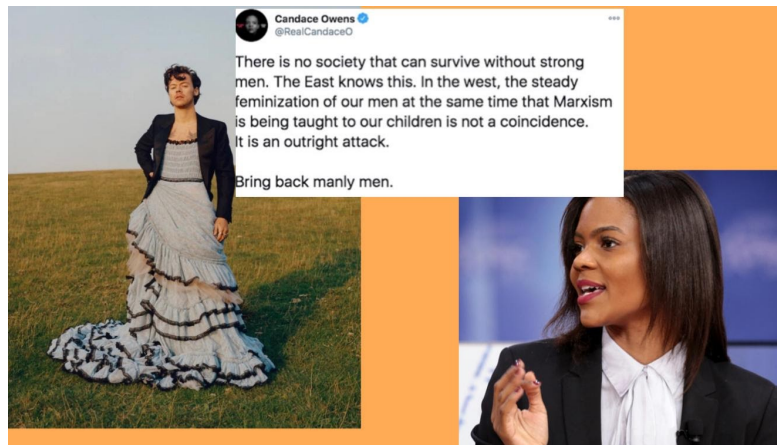 Candace Owens
@RealCandaceO
There is no society that can survive without strong
men. The East knows this. In the west, the steady
feminization of our men at the same time that Marxism
is being taught to our children is not a coincidence.
It is an outright attack.
Bring back manly men.